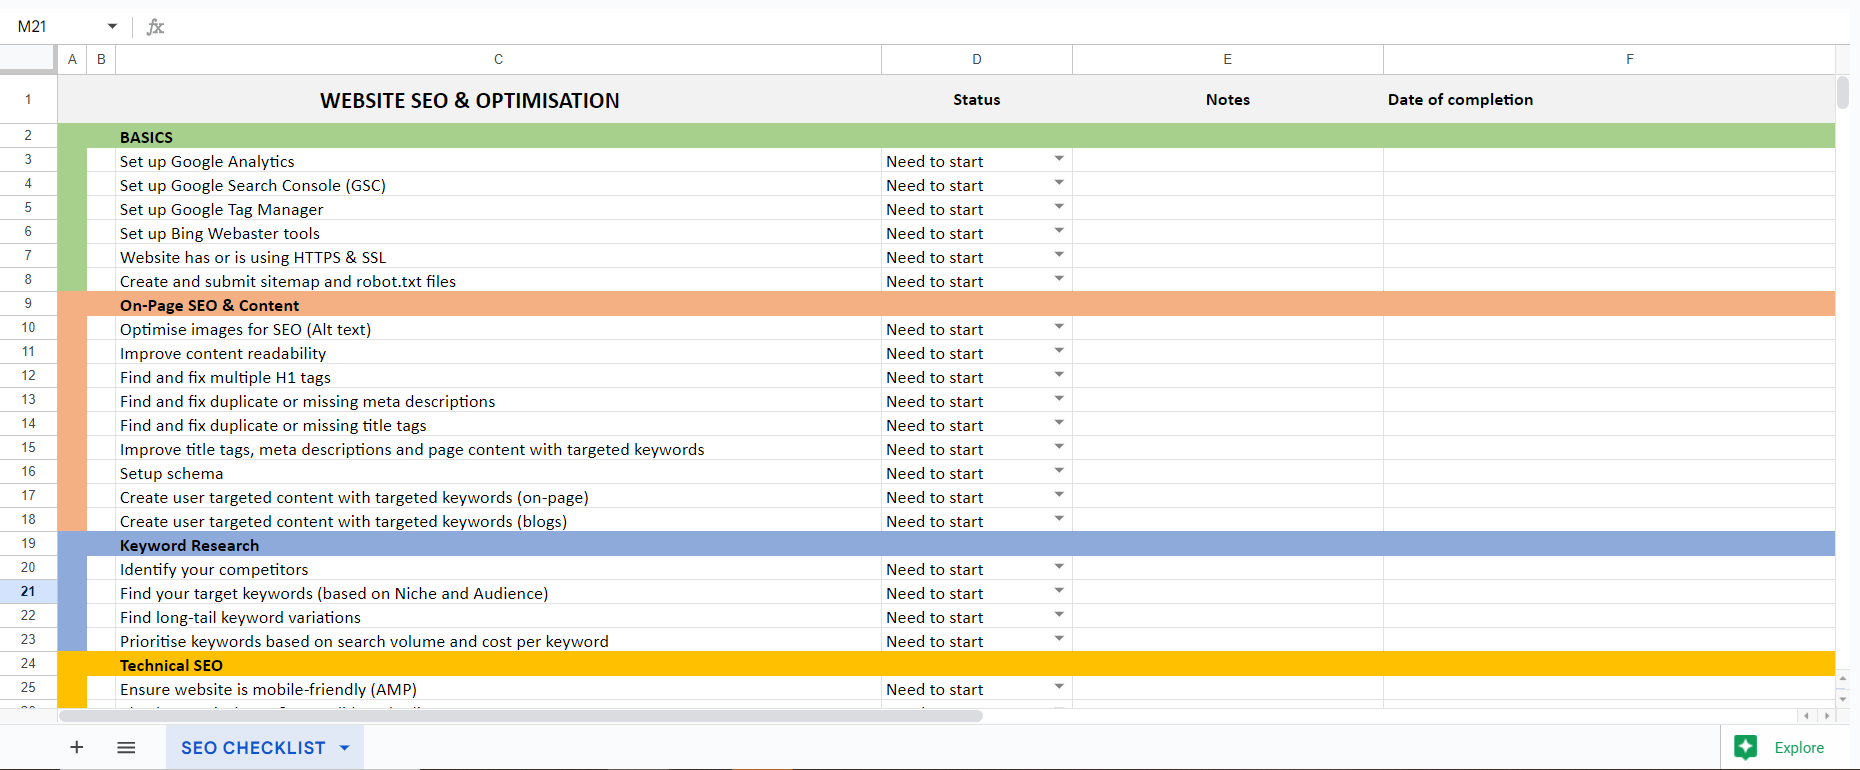 M21 fx
A B C D E F
1 WEBSITE SEO & OPTIMISATION Status Notes Date of completion
2 BASICS
3 Set up Google Analytics Need to start
4 Set up Google Search Console (GSC) Need to start
5 Set up Google Tag Manager Need to start
6 Set up Bing Webaster tools Need to start
7 Website has or is using HTTPS & SSL Need to start
8 Create and submit sitemap and robot.txt files Need to start
9 On-Page SEO & Content
10 Optimise images for SEO (Alt text) Need to start
11 Improve content readability Need to start
12 Find and fix multiple H1 tags Need to start
13 Find and fix duplicate or missing meta descriptions Need to start
14 Find and fix duplicate or missing title tags Need to start
15 Improve title tags, meta descriptions and page content with targeted keywords Need to start
16 Setup schema Need to start
17 Create user targeted content with targeted keywords (on-page) Need to start
18 Create user targeted content with targeted keywords (blogs) Need to start
19 Keyword Research
20 Identify your competitors Need to start
21 Find your target keywords (based on Niche and Audience) Need to start
22 Find long-tail keyword variations Need to start
23 Prioritise keywords based on search volume and cost per keyword Need to start
24 Technical SEO
25 Ensure website is mobile-friendly (AMP) Need to start
SEO CHECKLIST Explore